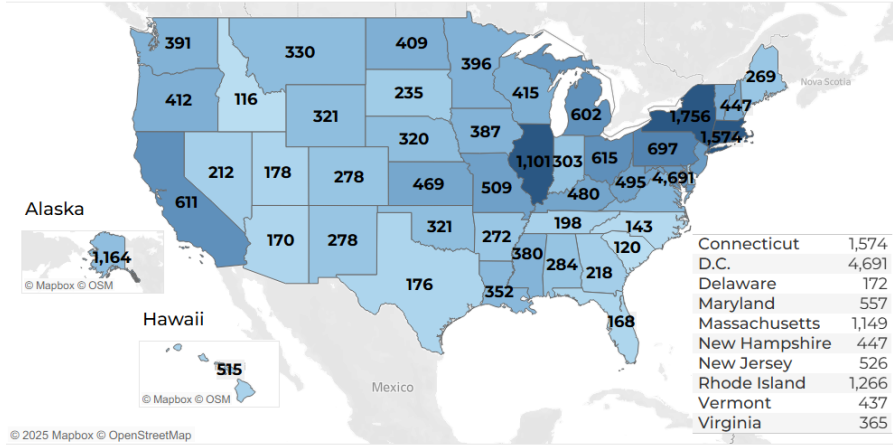 391
330
409
396
269
Nova Scotia
412
116
235
415
602
1,756
447
321
1,574
320
387
1,101
303
615
697
212
178
278
469
509
480
495
4,691
611
Alaska
1,164
© Mapbox © OSM
170
278
321
272
198
143
120
176
380
284
218
352
168
Hawaii
515
© Mapbox © OSM
Mexico
Connecticut 1,574
D.C. 4,691
Delaware 172
Maryland 557
Massachusetts 1,149
New Hampshire 447
New Jersey 526
Rhode Island 1,266
Vermont 437
Virginia 365
© 2025 Mapbox © OpenStreetMap